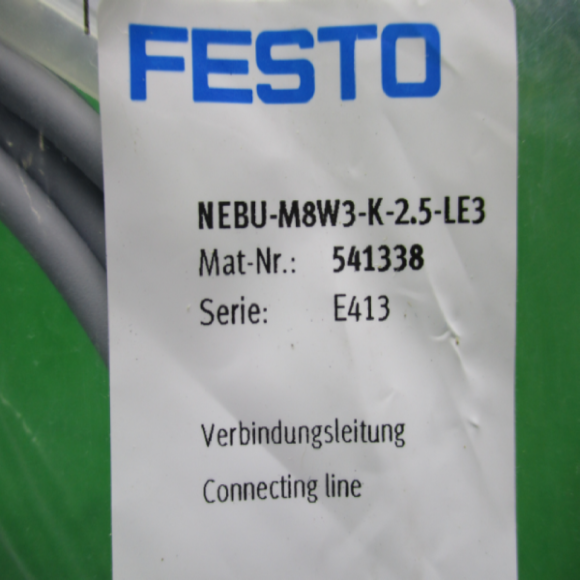 FESTO
NEBU-M8W3-K-2.5-LE3
Mat-Nr.: 541338
Serie: E413
Verbindungsleitung
Connecting line